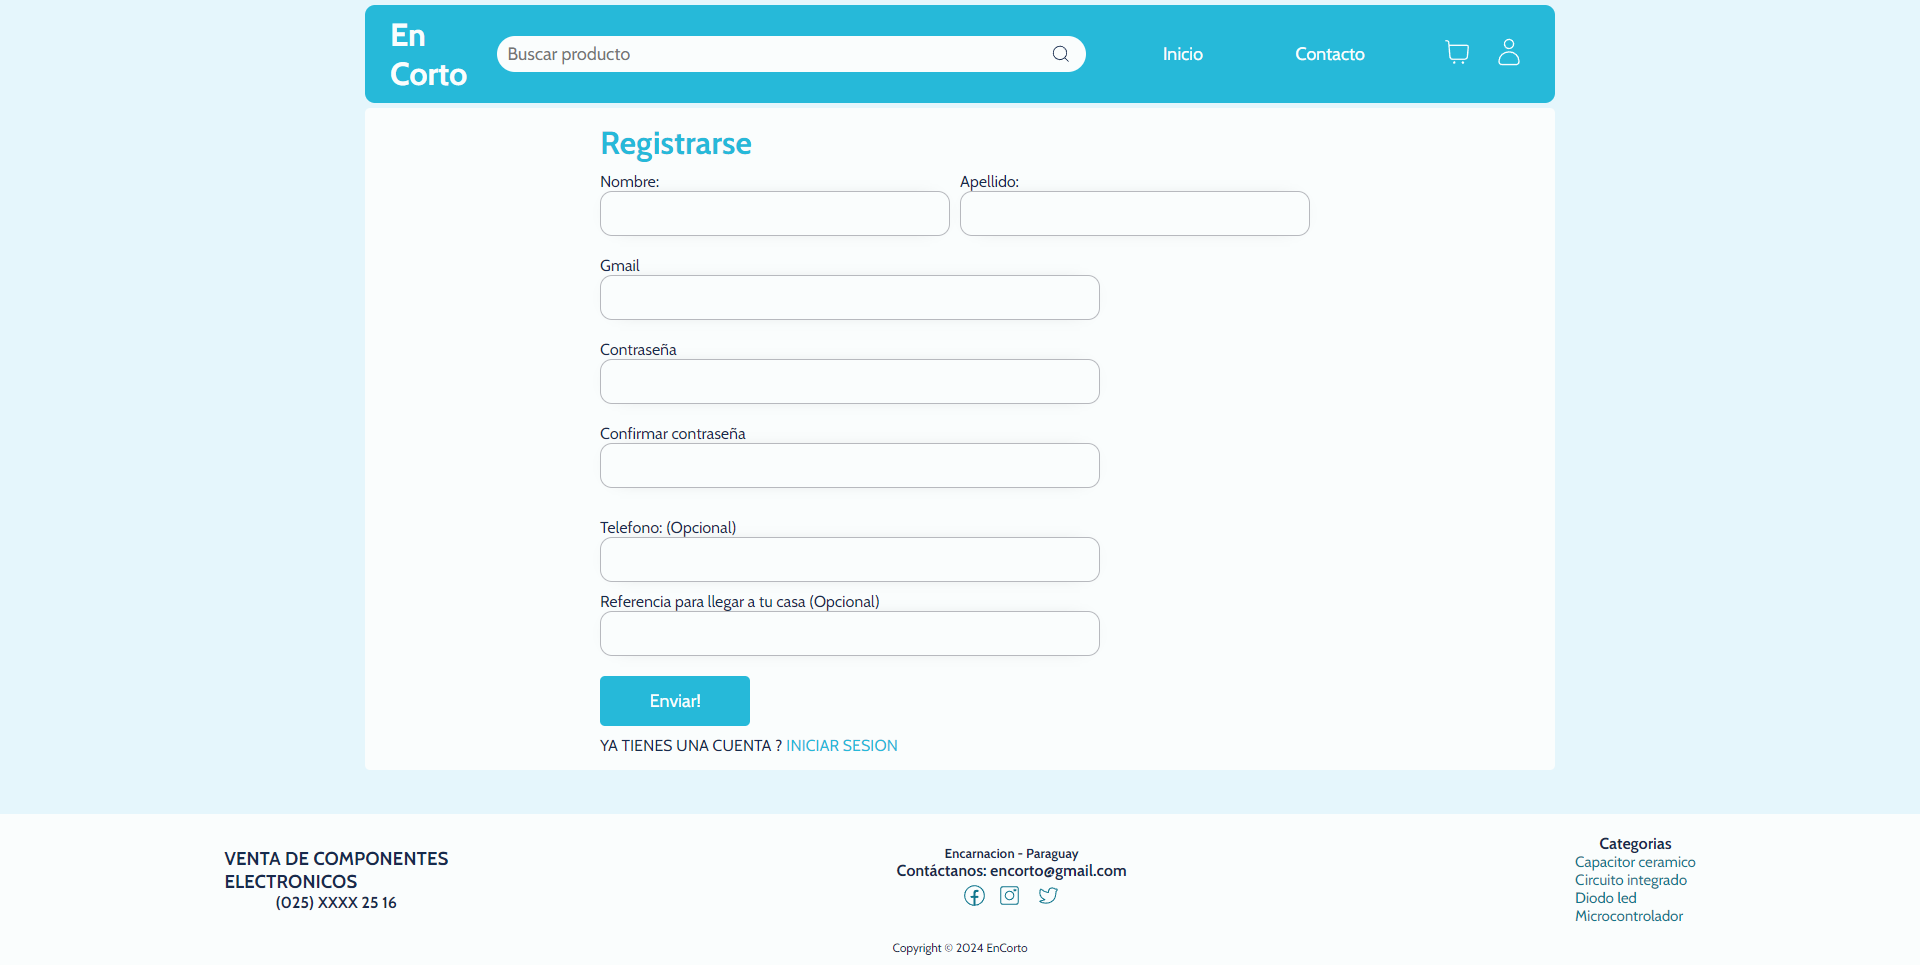 En
Corto
Buscar producto
Inicio
Contacto
Registrarse
Nombre:
Apellido:
Gmail
Contraseña
Confirmar contraseña
Telefono: (Opcional)
Referencia para llegar a tu casa (Opcional)
Enviar!
YA TIENES UNA CUENTA ? INICIAR SESION
VENTA DE COMPONENTES
ELECTRONICOS
(025) XXXX 25 16
Encarnacion - Paraguay
Contáctanos: encorto@gmail.com
Categorias
Capacitor ceramico
Circuito integrado
Diodo led
Microcontrolador
Copyright © 2024 EnCorto